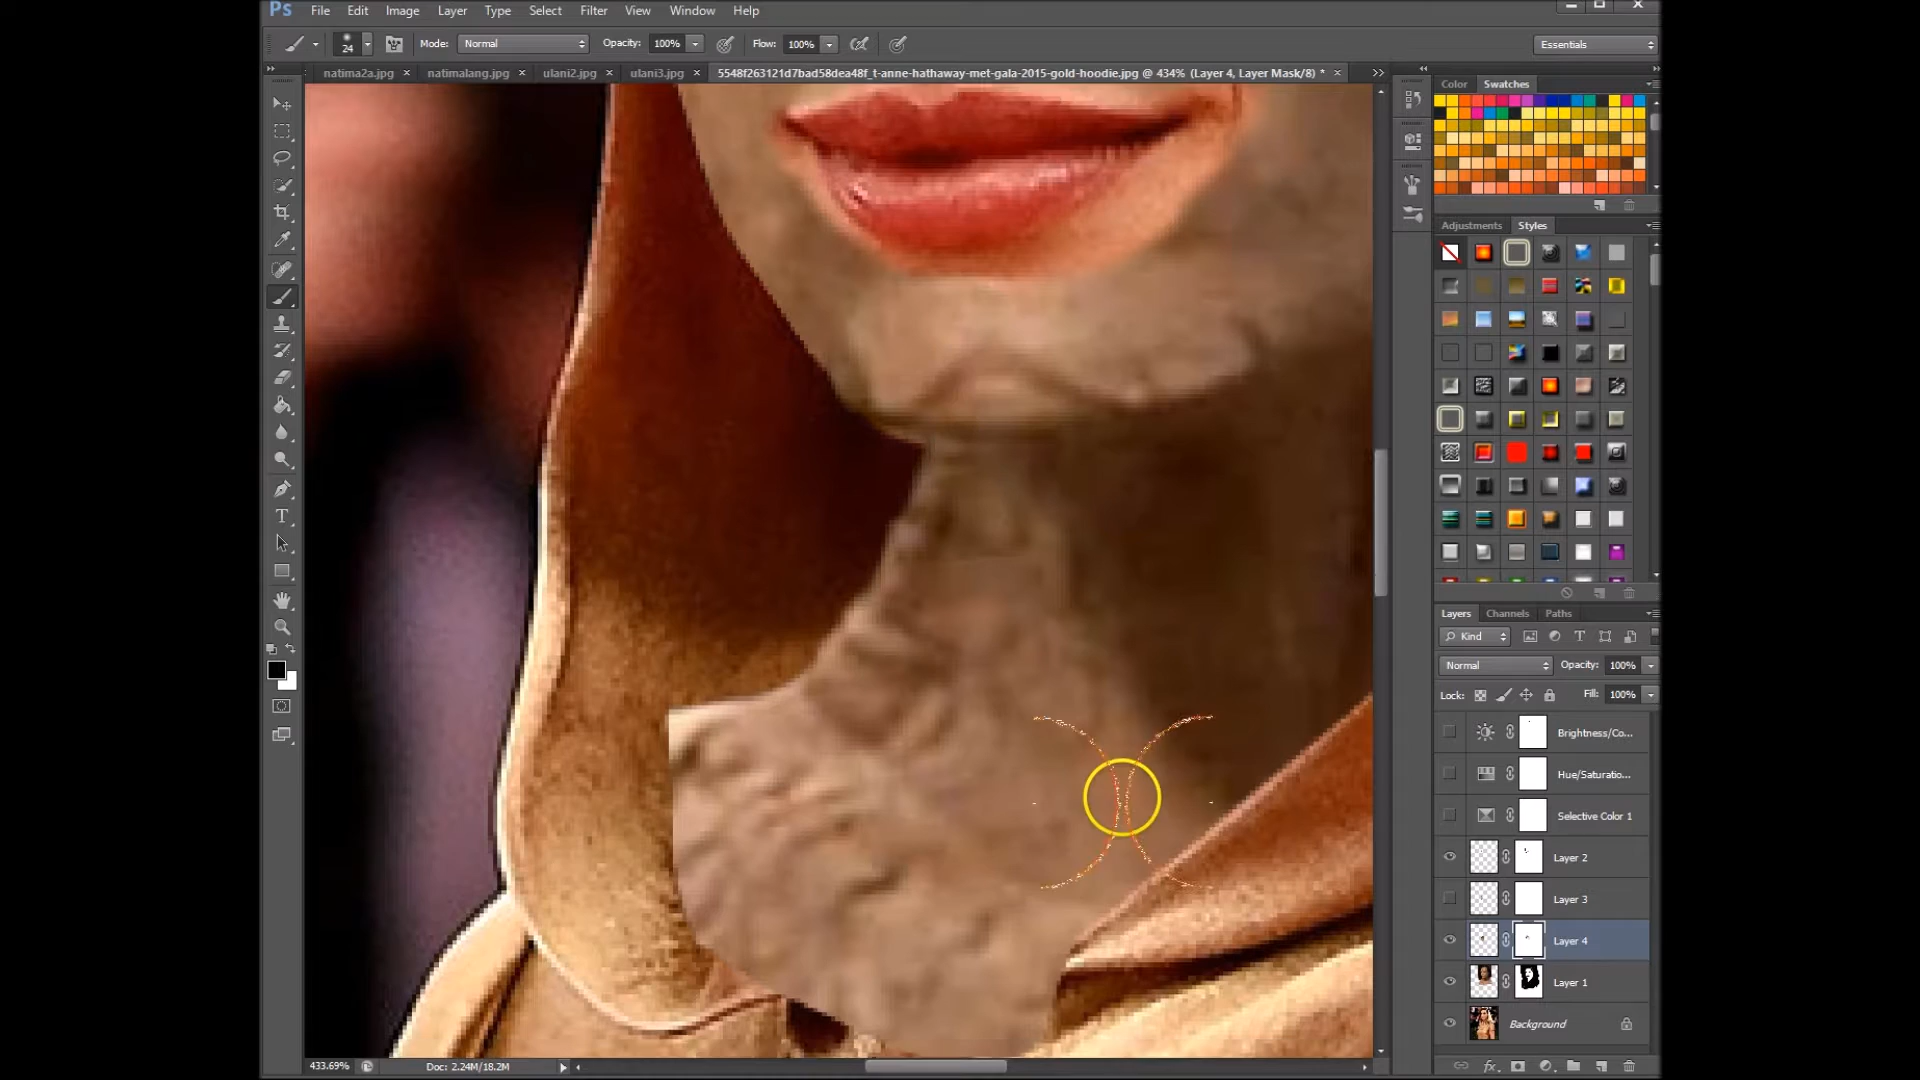 Ps File Edit Image Layer Type Select Filter View Window Help
24 Mode: Normal Opacity: 100% Flow: 100% Essentials
natima2a.jpg × natimalang.jpg × ulani2.jpg × ulani3.jpg × 5548f263121d7bad58dea48f_t-anne-hathaway-met-gala-2015-gold-hoodie.jpg @ 434% (Layer 4, Layer Mask/8) * ×
Color Swatches
Adjustments Styles
Layers Channels Paths
Kind
Normal Opacity: 100%
Lock: Fill: 100%
Brightness/Co...
Hue/Saturatio...
Selective Color 1
Layer 2
Layer 3
Layer 4
Layer 1
Background
433.69% Doc: 2.24M/18.2M